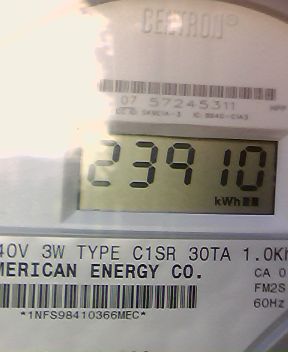 CENTRON®
07 57245311
23910
kWh
40V 3W TYPE C1SR 30TA 1.0Kh
MERICAN ENERGY CO.
CA 0
FM2S
60Hz
*1NFS98410366MEC*